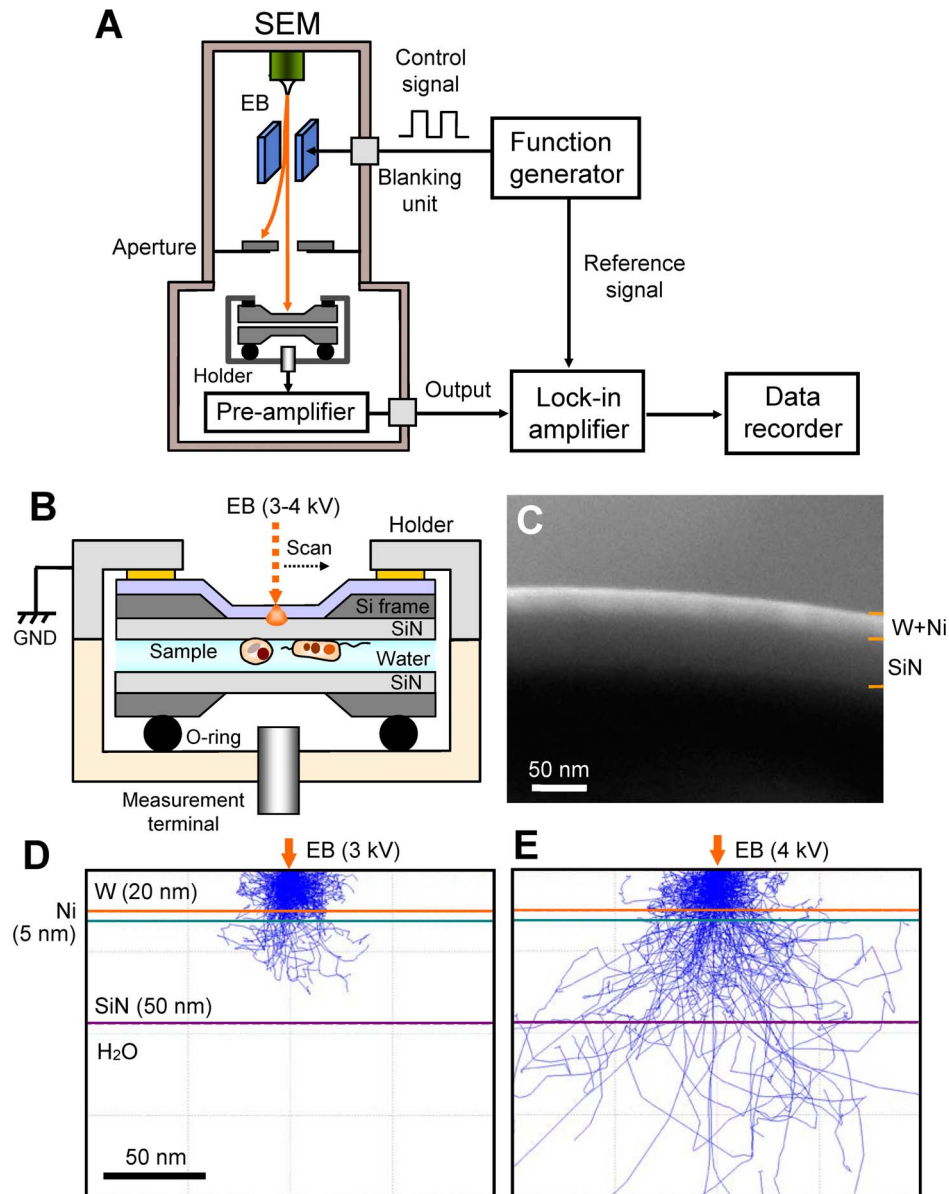 A
SEM
EB
Control
signal
Function
generator
Blanking
unit
Aperture
Reference
signal
Holder
Pre-amplifier
Output
Lock-in
amplifier
Data
recorder
B
EB (3-4 kV)
Holder
Scan
Si frame
SiN
GND
Sample
Water
SiN
O-ring
Measurement
terminal
C
W+Ni
SiN
50 nm
D
EB (3 kV)
W (20 nm)
Ni
(5 nm)
SiN (50 nm)
H₂O
50 nm
E
EB (4 kV)